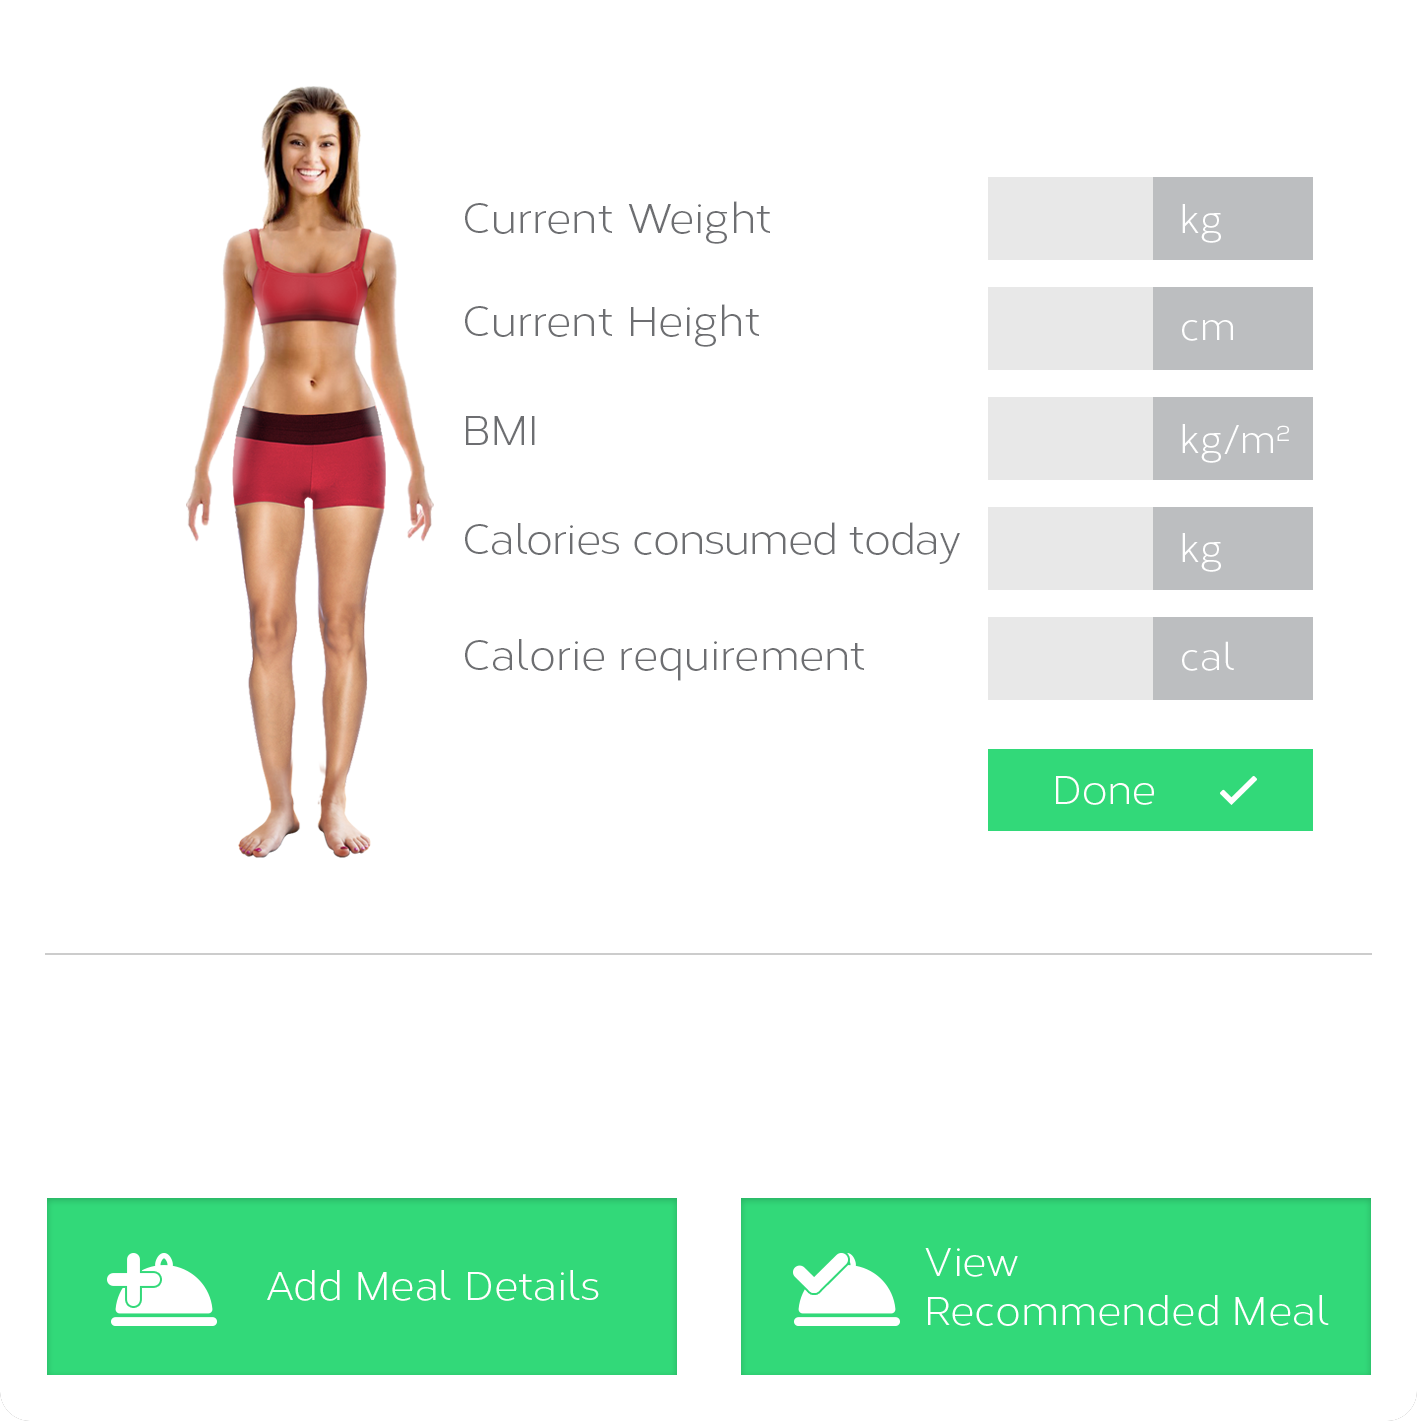 Current Weight kg
Current Height cm
BMI kg/m²
Calories consumed today kg
Calorie requirement cal
Done
Add Meal Details
View
Recommended Meal